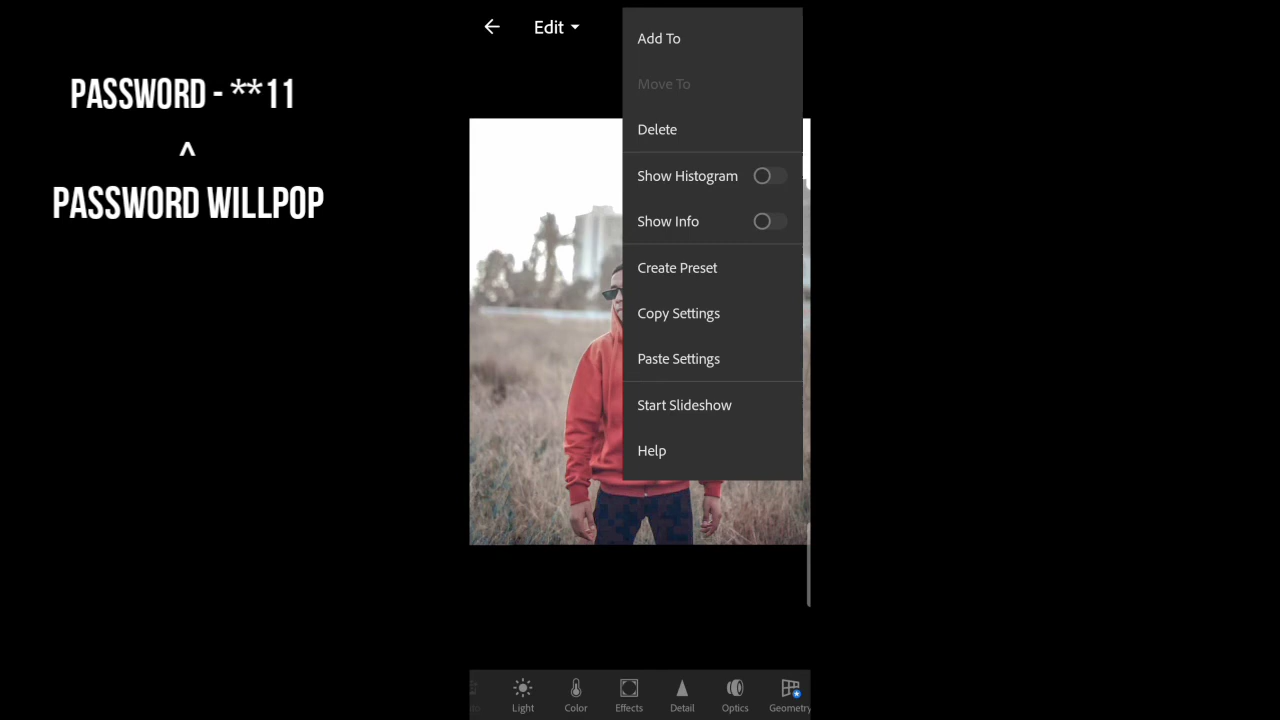 PASSWORD - **11
^
PASSWORD WILLPOP
Edit
Add To
Move To
Delete
Show Histogram
Show Info
Create Preset
Copy Settings
Paste Settings
Start Slideshow
Help
Light
Color
Effects
Detail
Optics
Geometry